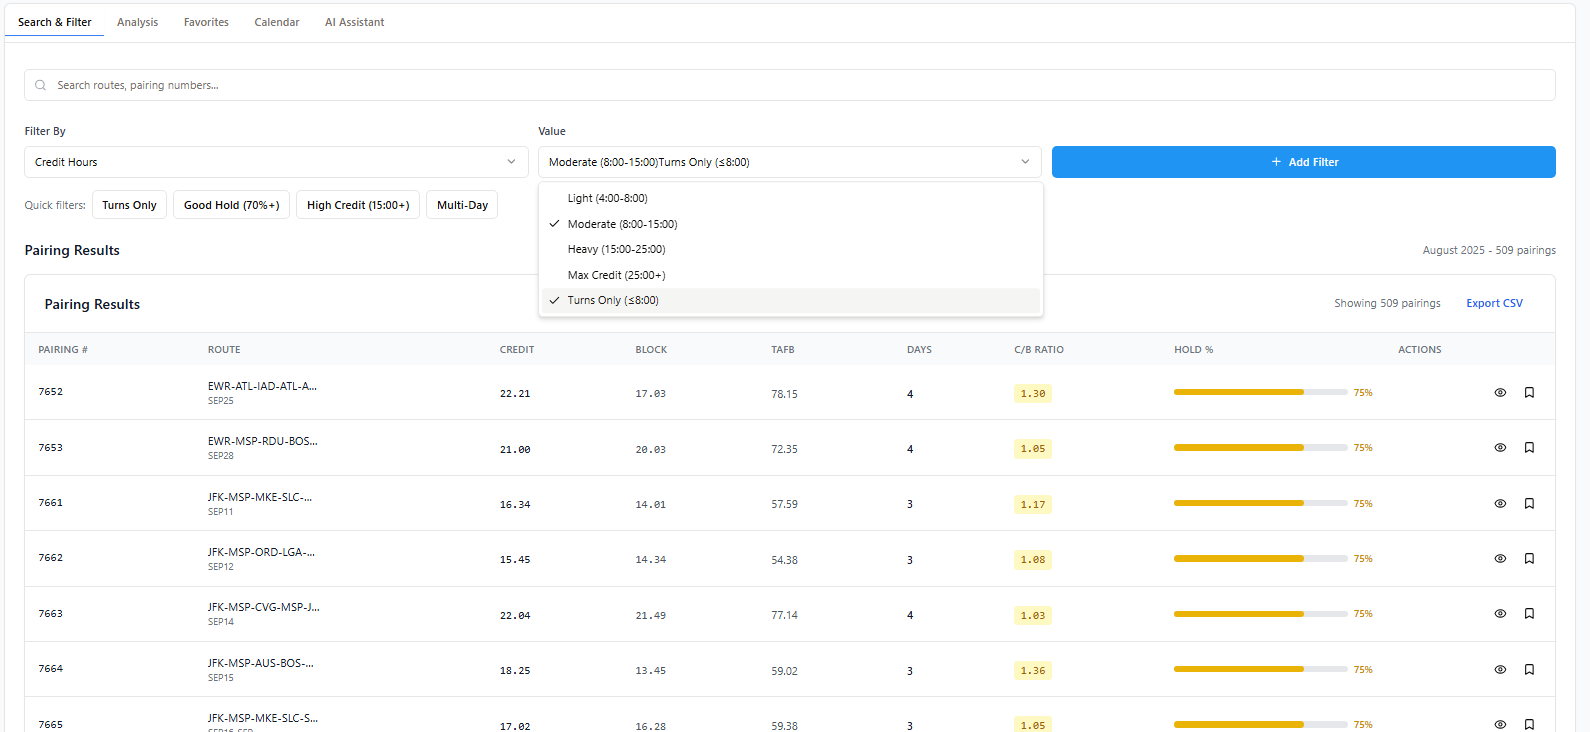 Search & Filter Analysis Favorites Calendar AI Assistant
Search routes, pairing numbers...
Filter By Value
Credit Hours Moderate (8:00-15:00)Turns Only (≤8:00) + Add Filter
Light (4:00-8:00)
Moderate (8:00-15:00)
Heavy (15:00-25:00)
Max Credit (25:00+)
Turns Only (≤8:00)
Quick filters: Turns Only Good Hold (70%+) High Credit (15:00+) Multi-Day
Pairing Results August 2025 - 509 pairings
Pairing Results Showing 509 pairings Export CSV
PAIRING # ROUTE CREDIT BLOCK TAFB DAYS C/B RATIO HOLD % ACTIONS
7652 EWR-ATL-IAD-ATL-A... 22.21 17.03 78.15 4 1.30 75%
SEP25
7653 EWR-MSP-RDU-BOS... 21.00 20.03 72.35 4 1.05 75%
SEP28
7661 JFK-MSP-MKE-SLC-... 16.34 14.01 57.59 3 1.17 75%
SEP11
7662 JFK-MSP-ORD-LGA-... 15.45 14.34 54.38 3 1.08 75%
SEP12
7663 JFK-MSP-CVG-MSP-J... 22.04 21.49 77.14 4 1.03 75%
SEP14
7664 JFK-MSP-AUS-BOS-... 18.25 13.45 59.02 3 1.36 75%
SEP15
7665 JFK-MSP-MKE-SLC-S... 17.02 16.28 59.38 3 1.05 75%